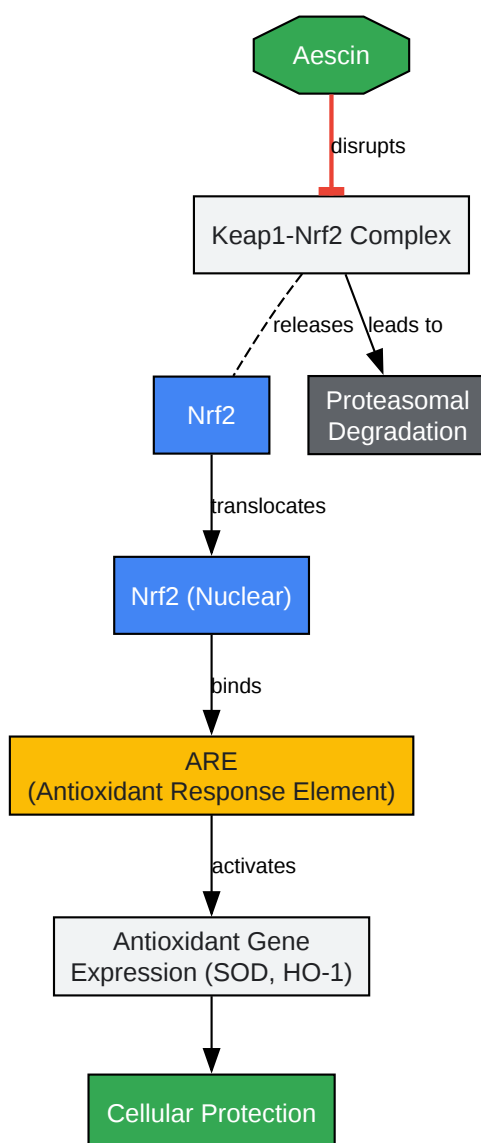 Aescin
disrupts
Keap1-Nrf2 Complex
releases
leads to
Nrf2
Proteasomal
Degradation
translocates
Nrf2 (Nuclear)
binds
ARE
(Antioxidant Response Element)
activates
Antioxidant Gene
Expression (SOD, HO-1)
Cellular Protection